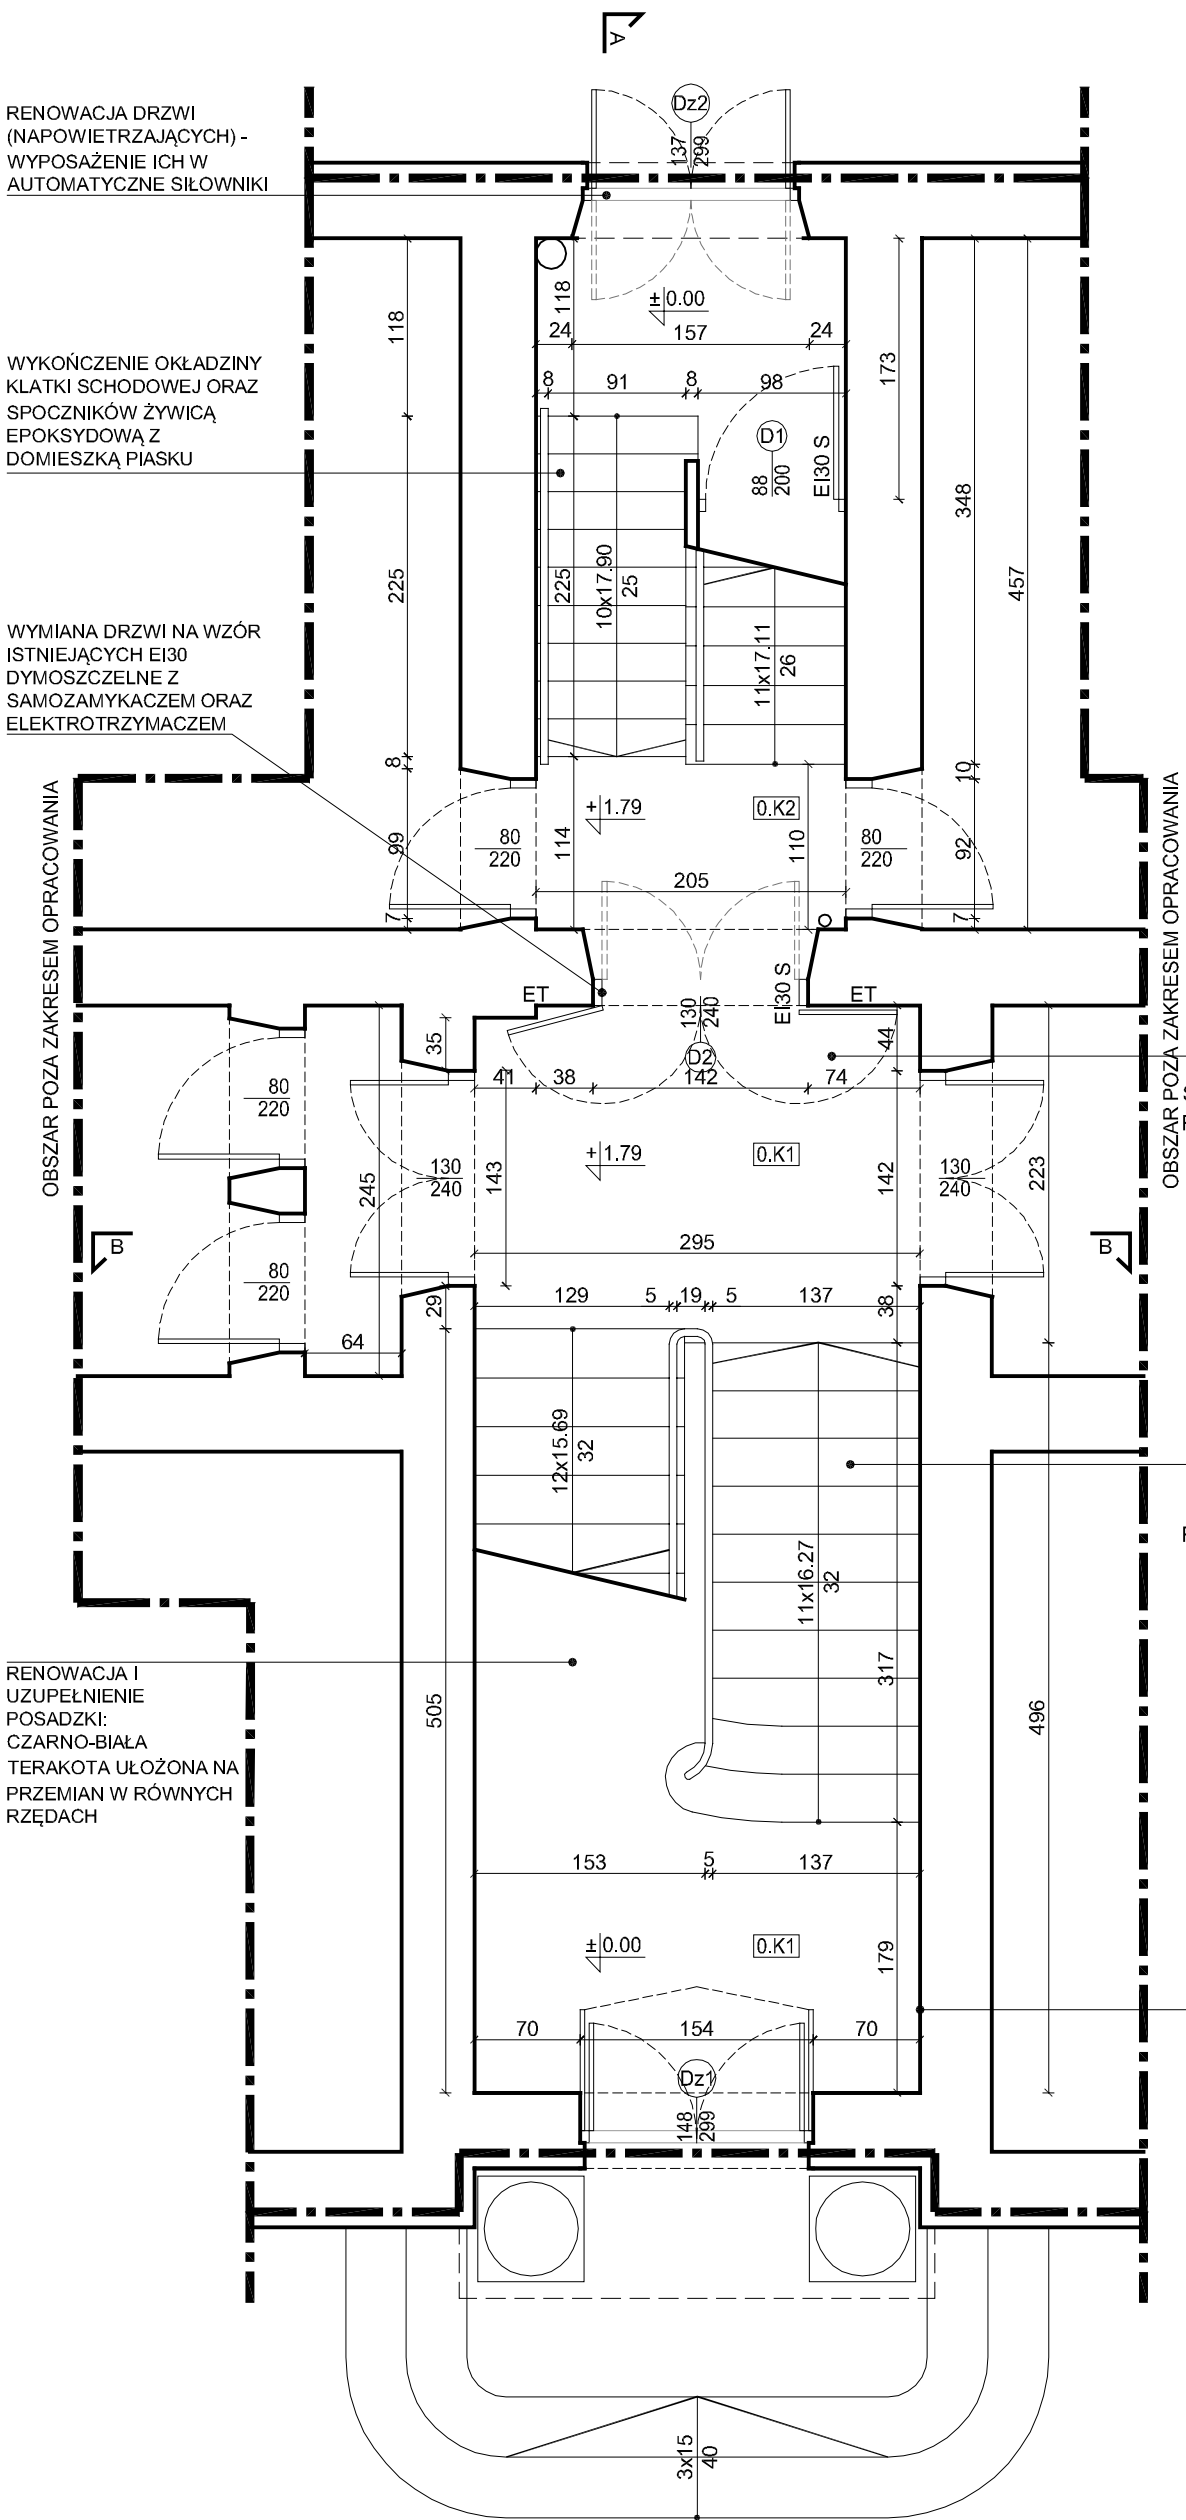 A
RENOWACJA DRZWI
(NAPOWIETRZAJĄCYCH) -
WYPOSAŻENIE ICH W
AUTOMATYCZNE SIŁOWNIKI
Dz2
137
299
± 0.00
118
118
24
157
24
173
WYKOŃCZENIE OKŁADZINY
KLATKI SCHODOWEJ ORAZ
SPOCZNIKÓW ŻYWICĄ
EPOKSYDOWĄ Z
DOMIESZKĄ PIASKU
8
91
8
98
D1
88
200
EI30 S
348
457
225
225
10x17.90
25
11x17.11
26
WYMIANA DRZWI NA WZÓR
ISTNIEJĄCYCH EI30
DYMOSZCZELNE Z
SAMOZAMYKACZEM ORAZ
ELEKTROTRZYMACZEM
8
10
OBSZAR POZA ZAKRESEM OPRACOWANIA
OBSZAR POZA ZAKRESEM OPRACOWANIA
+ 1.79
0.K2
99
80
220
114
110
80
220
92
205
7
7
ET
EI30 S
ET
130
240
D2
35
44
41
38
142
74
80
220
245
130
240
143
+ 1.79
0.K1
142
130
240
223
B
295
B
80
220
29
129
5
19
5
137
38
64
12x15.69
32
11x16.27
32
317
RENOWACJA I
UZUPEŁNIENIE
POSADZKI:
CZARNO-BIAŁA
TERAKOTA UŁOŻONA NA
PRZEMIAN W RÓWNYCH
RZĘDACH
505
496
153
5
137
± 0.00
0.K1
179
70
154
70
Dz1
148
299
3x15
40